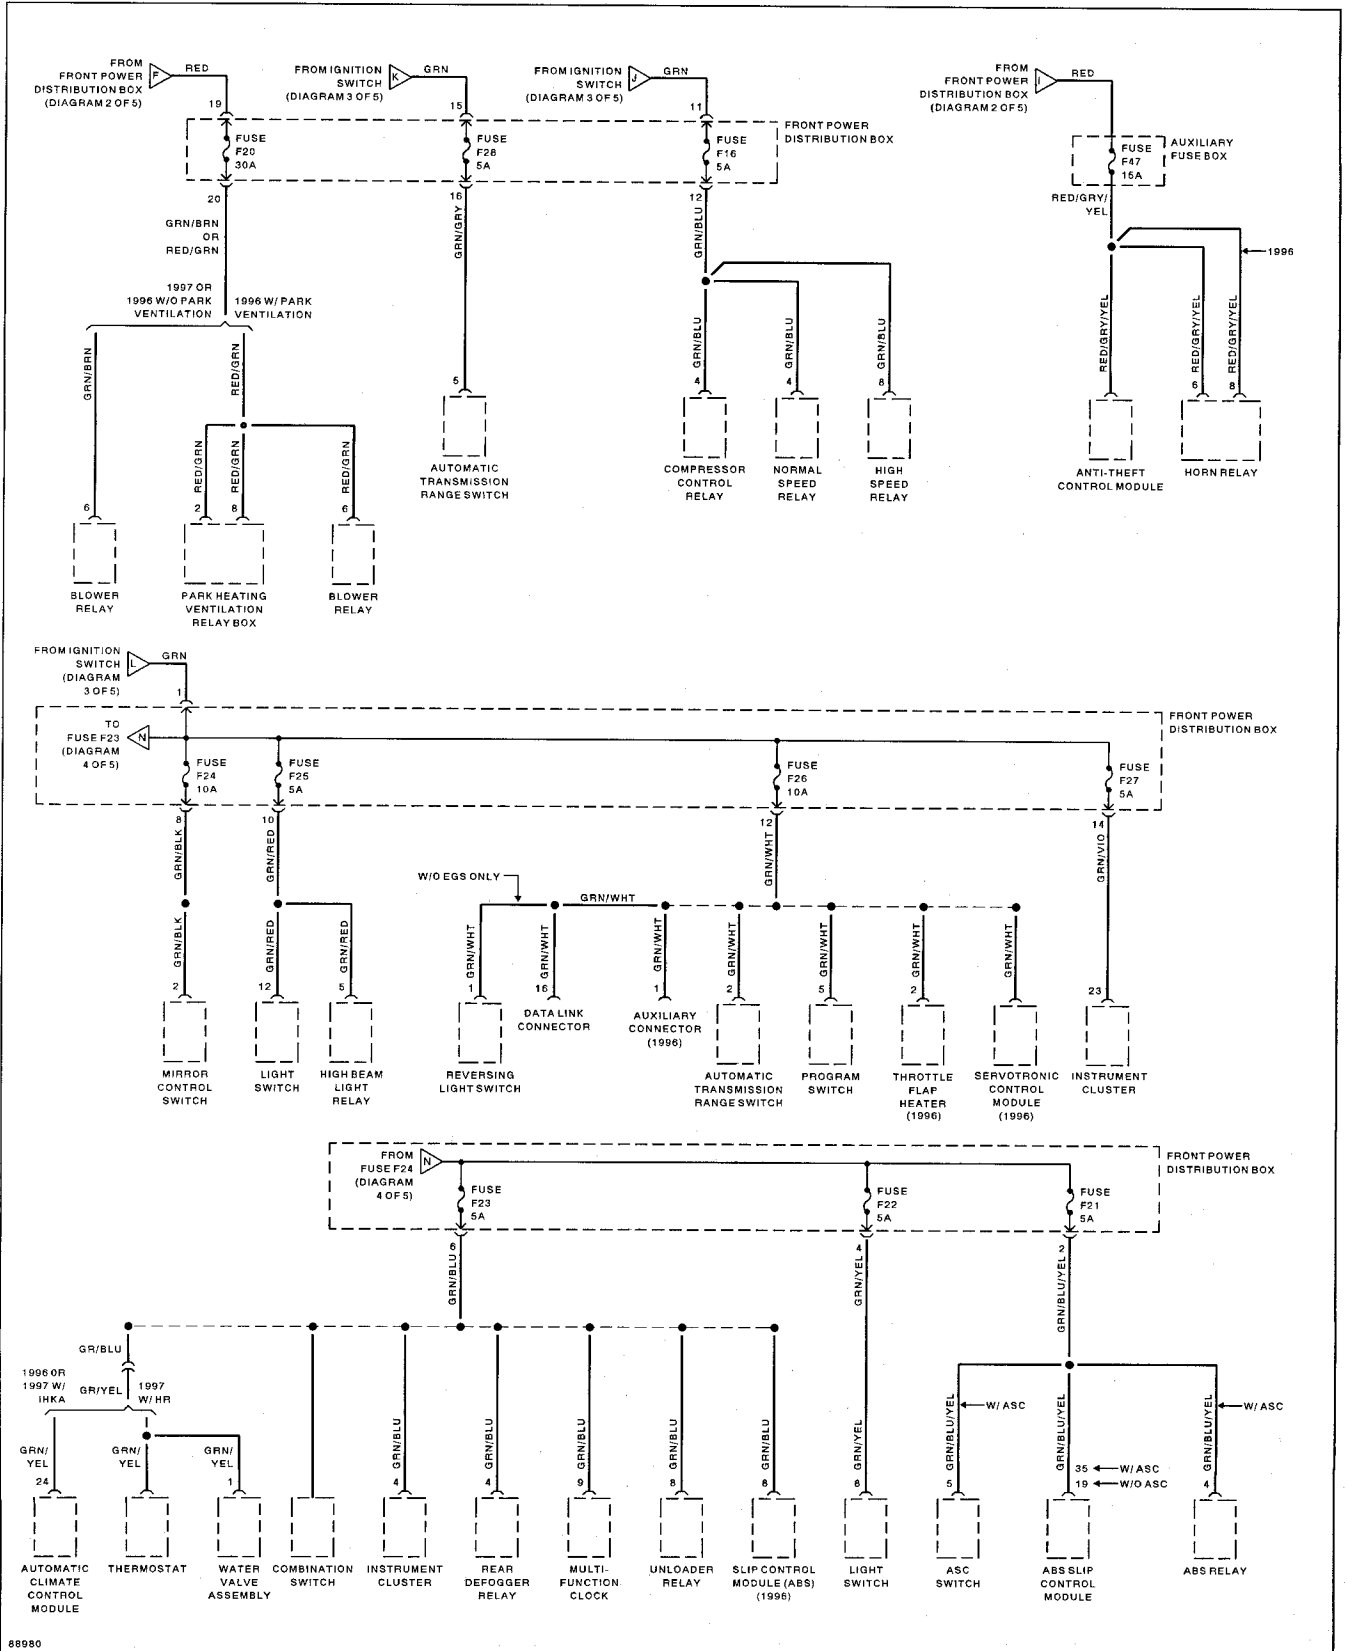 FROM
FRONT POWER
DISTRIBUTION BOX
(DIAGRAM 2 OF 5)
F
RED
19
FROM IGNITION
SWITCH
(DIAGRAM 3 OF 5)
K
GRN
15
FROM IGNITION
SWITCH
(DIAGRAM 3 OF 5)
J
GRN
11
FROM
FRONT POWER
DISTRIBUTION BOX
(DIAGRAM 2 OF 5)
I
RED
FUSE
F20
30A
FUSE
F28
5A
FUSE
F16
5A
FRONT POWER
DISTRIBUTION BOX
FUSE
F47
15A
AUXILIARY
FUSE BOX
20
GRN/BRN
OR
RED/GRN
16
GRN/GRY
12
GRN/BLU
RED/GRY/
YEL
1996
1997 OR
1996 W/O PARK
VENTILATION
1996 W/ PARK
VENTILATION
GRN/BRN
RED/GRN
RED/GRN
RED/GRN
RED/GRN
GRN/BLU
GRN/BLU
GRN/BLU
RED/GRY/YEL
RED/GRY/YEL
RED/GRY/YEL
5
4
4
8
6
8
AUTOMATIC
TRANSMISSION
RANGE SWITCH
COMPRESSOR
CONTROL
RELAY
NORMAL
SPEED
RELAY
HIGH
SPEED
RELAY
ANTI-THEFT
CONTROL MODULE
HORN RELAY
6
2
8
6
BLOWER
RELAY
PARK HEATING
VENTILATION
RELAY BOX
BLOWER
RELAY
FROM IGNITION
SWITCH
(DIAGRAM
3 OF 5)
L
GRN
1
TO
FUSE F23
(DIAGRAM
4 OF 5)
N
FUSE
F24
10A
FUSE
F25
5A
FUSE
F26
10A
FUSE
F27
5A
FRONT POWER
DISTRIBUTION BOX
8
GRN/BLK
10
GRN/RED
12
GRN/WHT
14
GRN/VIO
W/O EGS ONLY
GRN/WHT
GRN/BLK
GRN/RED
GRN/RED
GRN/WHT
GRN/WHT
GRN/WHT
GRN/WHT
GRN/WHT
GRN/WHT
GRN/WHT
2
12
5
1
16
1
2
5
2
23
MIRROR
CONTROL
SWITCH
LIGHT
SWITCH
HIGH BEAM
LIGHT
RELAY
REVERSING
LIGHT SWITCH
DATA LINK
CONNECTOR
AUXILIARY
CONNECTOR
(1996)
AUTOMATIC
TRANSMISSION
RANGE SWITCH
PROGRAM
SWITCH
THROTTLE
FLAP
HEATER
(1996)
SERVOTRONIC
CONTROL
MODULE
(1996)
INSTRUMENT
CLUSTER
FROM
FUSE F24
(DIAGRAM
4 OF 5)
N
FUSE
F23
5A
FUSE
F22
5A
FUSE
F21
5A
FRONT POWER
DISTRIBUTION BOX
6
GRN/BLU
4
GRN/YEL
2
GRN/BLU/YEL
GR/BLU
1996 OR
1997 W/
IHKA
GR/YEL
1997
W/ HR
GRN/
YEL
GRN/
YEL
GRN/
YEL
GRN/BLU
GRN/BLU
GRN/BLU
GRN/BLU
GRN/BLU
GRN/YEL
GRN/BLU/YEL
W/ ASC
GRN/BLU/YEL
35
W/ ASC
19
W/O ASC
GRN/BLU/YEL
W/ ASC
24
1
4
4
9
8
6
6
5
4
AUTOMATIC
CLIMATE
CONTROL
MODULE
THERMOSTAT
WATER
VALVE
ASSEMBLY
COMBINATION
SWITCH
INSTRUMENT
CLUSTER
REAR
DEFOGGER
RELAY
MULTI-
FUNCTION
CLOCK
UNLOADER
RELAY
SLIP CONTROL
MODULE (ABS)
(1996)
LIGHT
SWITCH
ASC
SWITCH
ABS SLIP
CONTROL
MODULE
ABS RELAY
88980